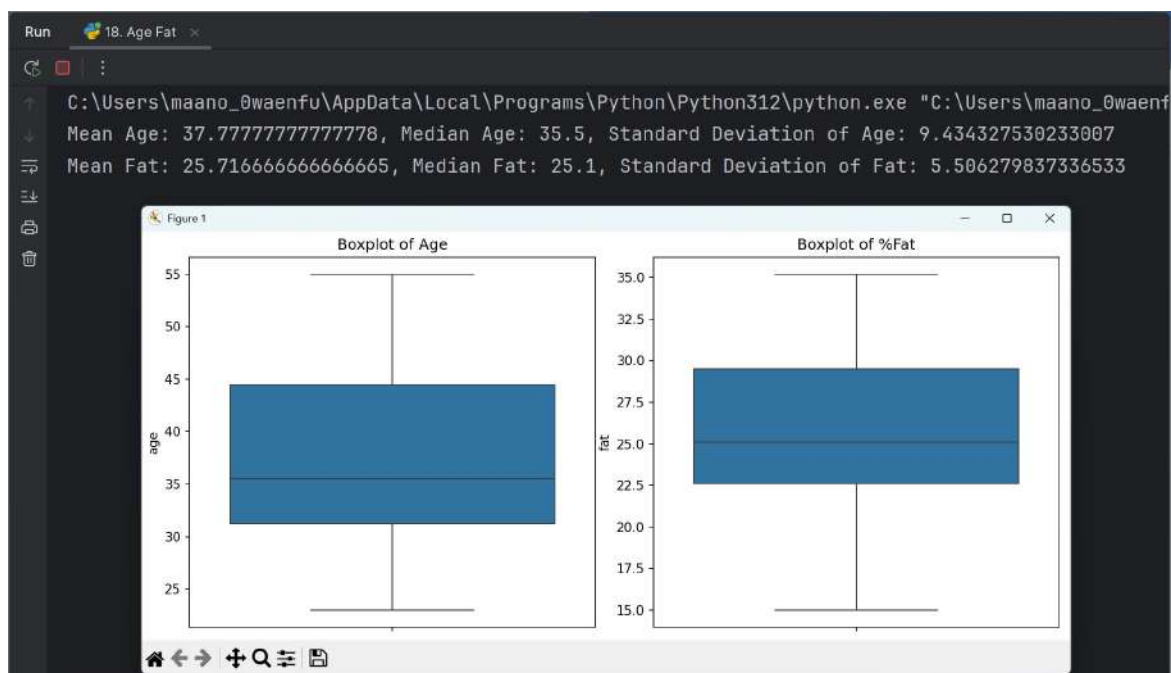 Run 18. Age Fat
C:\Users\maano_0waenfu\AppData\Local\Programs\Python\Python312\python.exe "C:\Users\maano_0waenf
Mean Age: 37.77777777777778, Median Age: 35.5, Standard Deviation of Age: 9.434327530233007
Mean Fat: 25.716666666666665, Median Fat: 25.1, Standard Deviation of Fat: 5.506279837336533
Figure 1
Boxplot of Age
55
50
45
40
35
30
25
age
Boxplot of %Fat
35.0
32.5
30.0
27.5
25.0
22.5
20.0
17.5
15.0
fat